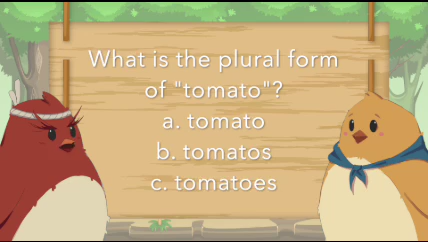 What is the plural form
of "tomato"?
a. tomato
b. tomatos
c. tomatoes